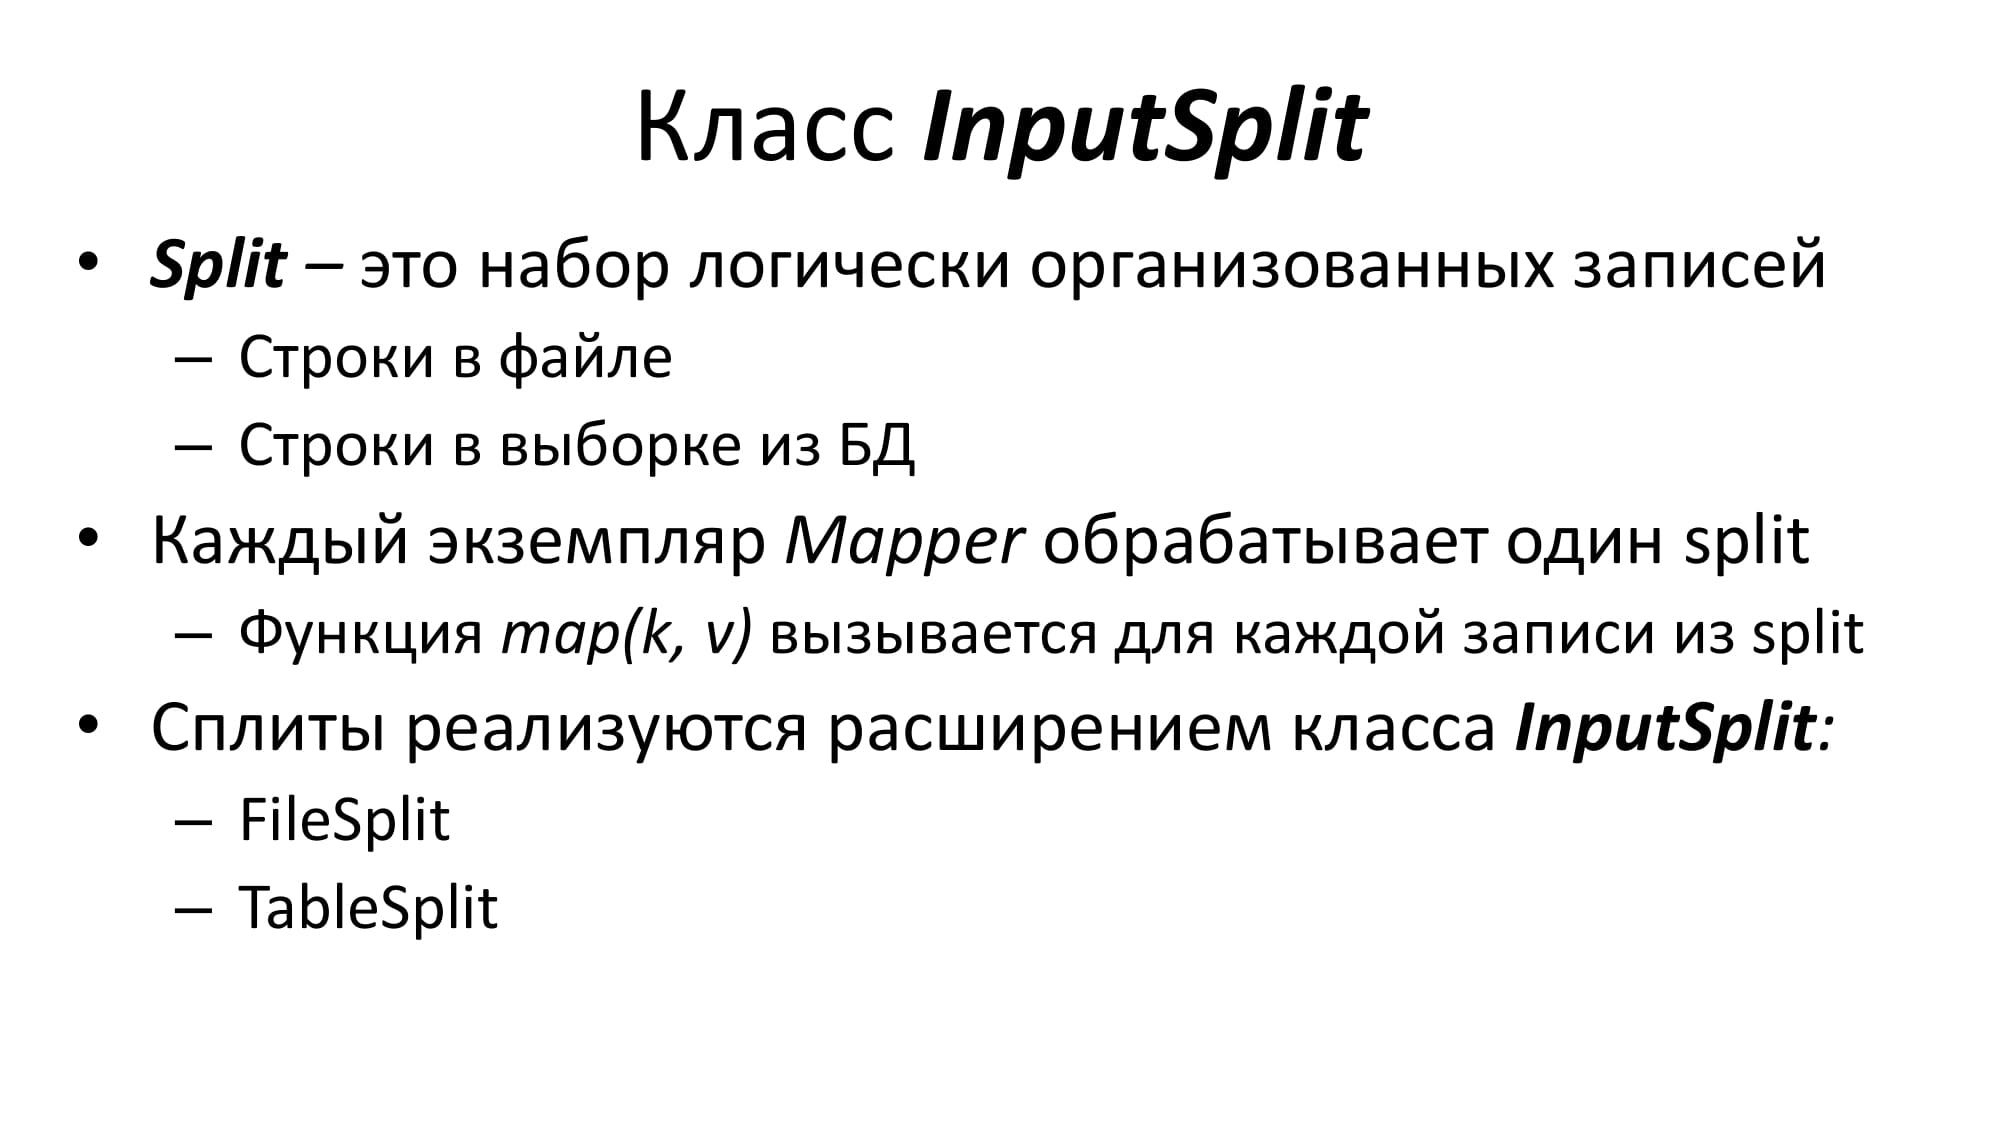 Класс InputSplit
• Split – это набор логически организованных записей
– Строки в файле
– Строки в выборке из БД
• Каждый экземпляр Mapper обрабатывает один split
– Функция map(k, v) вызывается для каждой записи из split
• Сплиты реализуются расширением класса InputSplit:
– FileSplit
– TableSplit